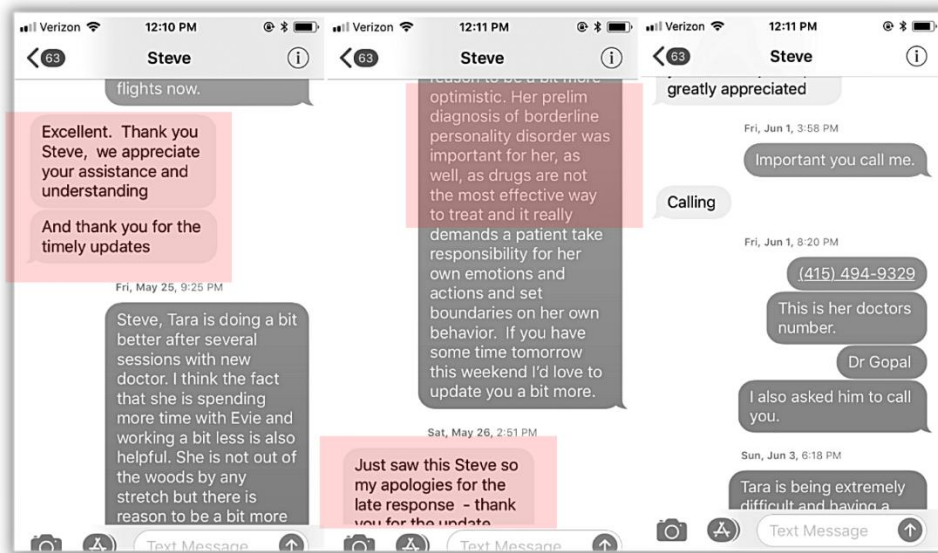 Verizon 12:10 PM
63
Steve
flights now.
Excellent. Thank you
Steve, we appreciate
your assistance and
understanding
And thank you for the
timely updates
Fri, May 25, 9:25 PM
Steve, Tara is doing a bit
better after several
sessions with new
doctor. I think the fact
that she is spending
more time with Evie and
working a bit less is also
helpful. She is not out of
the woods by any
stretch but there is
reason to be a bit more
Text Message
Verizon 12:11 PM
63
Steve
reason to be a bit more
optimistic. Her prelim
diagnosis of borderline
personality disorder was
important for her, as
well, as drugs are not
the most effective way
to treat and it really
demands a patient take
responsibility for her
own emotions and
actions and set
boundaries on her own
behavior. If you have
some time tomorrow
this weekend I'd love to
update you a bit more.
Sat, May 26, 2:51 PM
Just saw this Steve so
my apologies for the
late response - thank
you for the update
Text Message
Verizon 12:11 PM
63
Steve
greatly appreciated
Fri, Jun 1, 3:58 PM
Important you call me.
Calling
Fri, Jun 1, 8:20 PM
(415) 494-9329
This is her doctors
number.
Dr Gopal
I also asked him to call
you.
Sun, Jun 3, 6:18 PM
Tara is being extremely
difficult and having a
Text Message